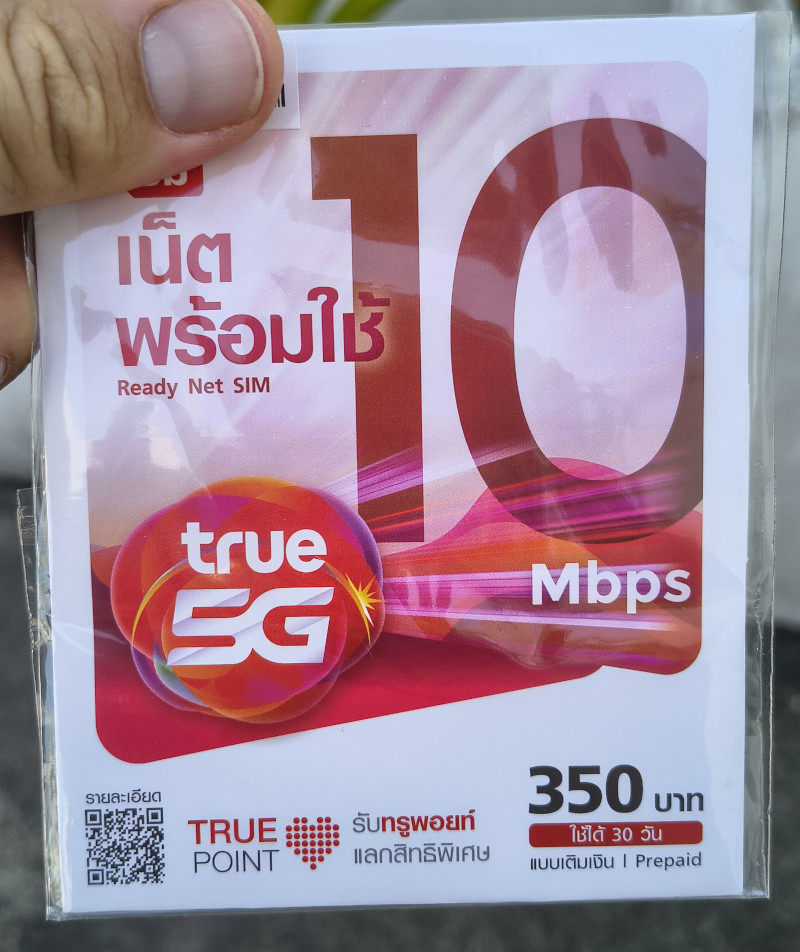 เน็ต
พร้อมใช้
Ready Net SIM
10
Mbps
true
5G
รายละเอียด
TRUE
POINT
รับทรูพอยท์
แลกสิทธิพิเศษ
350 บาท
ใช้ได้ 30 วัน
แบบเติมเงิน | Prepaid